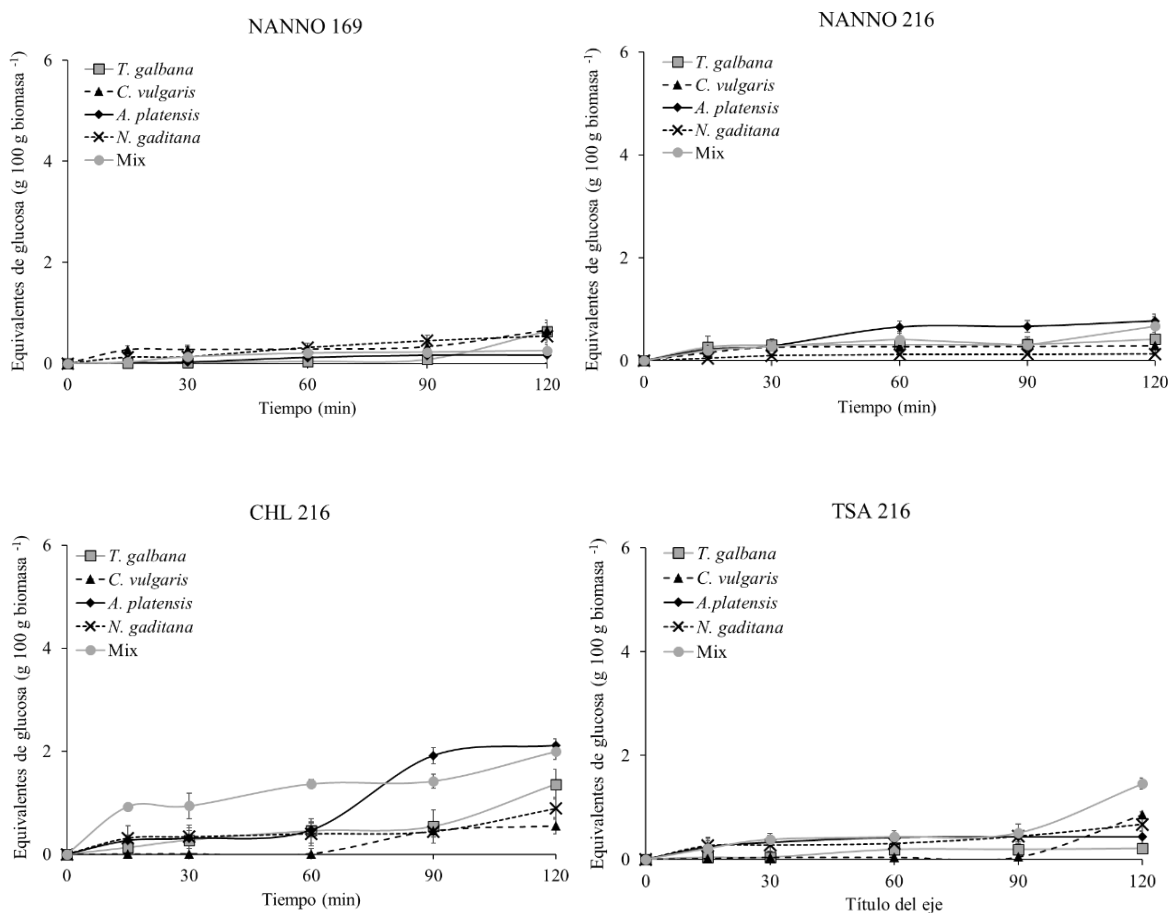 NANNO 169
Equivalentes de glucosa (g 100 g biomasa -1)
6
4
2
0
T. galbana
C. vulgaris
A. platensis
N. gaditana
Mix
0 30 60 90 120
Tiempo (min)
NANNO 216
Equivalentes de glucosa (g 100 g biomasa -1)
6
4
2
0
T. galbana
C. vulgaris
A. platensis
N. gaditana
Mix
0 30 60 90 120
Tiempo (min)
CHL 216
Equivalentes de glucosa (g 100 g biomasa -1)
6
4
2
0
T. galbana
C. vulgaris
A. platensis
N. gaditana
Mix
0 30 60 90 120
Tiempo (min)
TSA 216
Equivalentes de glucosa (g 100 g biomasa -1)
6
4
2
0
T. galbana
C. vulgaris
A.platensis
N. gaditana
Mix
0 30 60 90 120
Título del eje